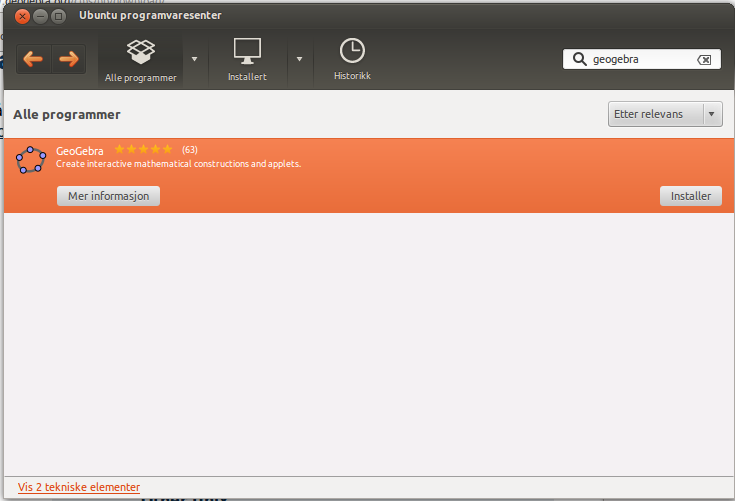 Ubuntu programvaresenter
Alle programmer
Installert
Historikk
geogebra
Alle programmer
Etter relevans
GeoGebra (63)
Create interactive mathematical constructions and applets.
Mer informasjon
Installer
Vis 2 tekniske elementer